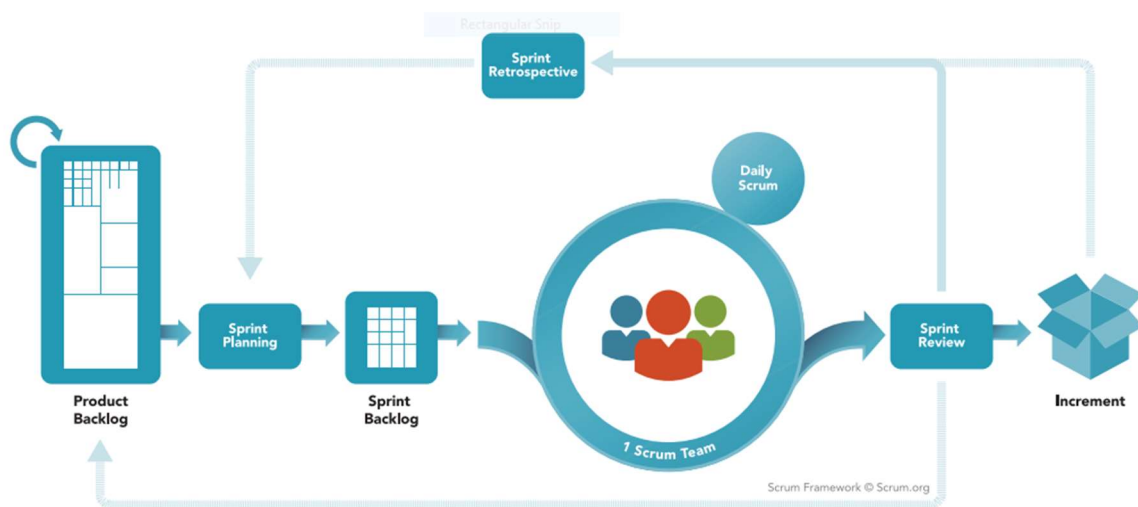 Rectangular Snip
Sprint
Retrospective
Daily
Scrum
Sprint
Planning
Sprint
Review
Product
Backlog
Sprint
Backlog
1 Scrum Team
Increment
Scrum Framework © Scrum.org